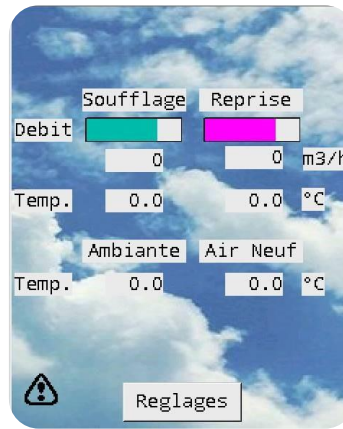 Soufflage Reprise
Debit
0 0 m3/h
Temp. 0.0 0.0 °C
Ambiante Air Neuf
Temp. 0.0 0.0 °C
Reglages